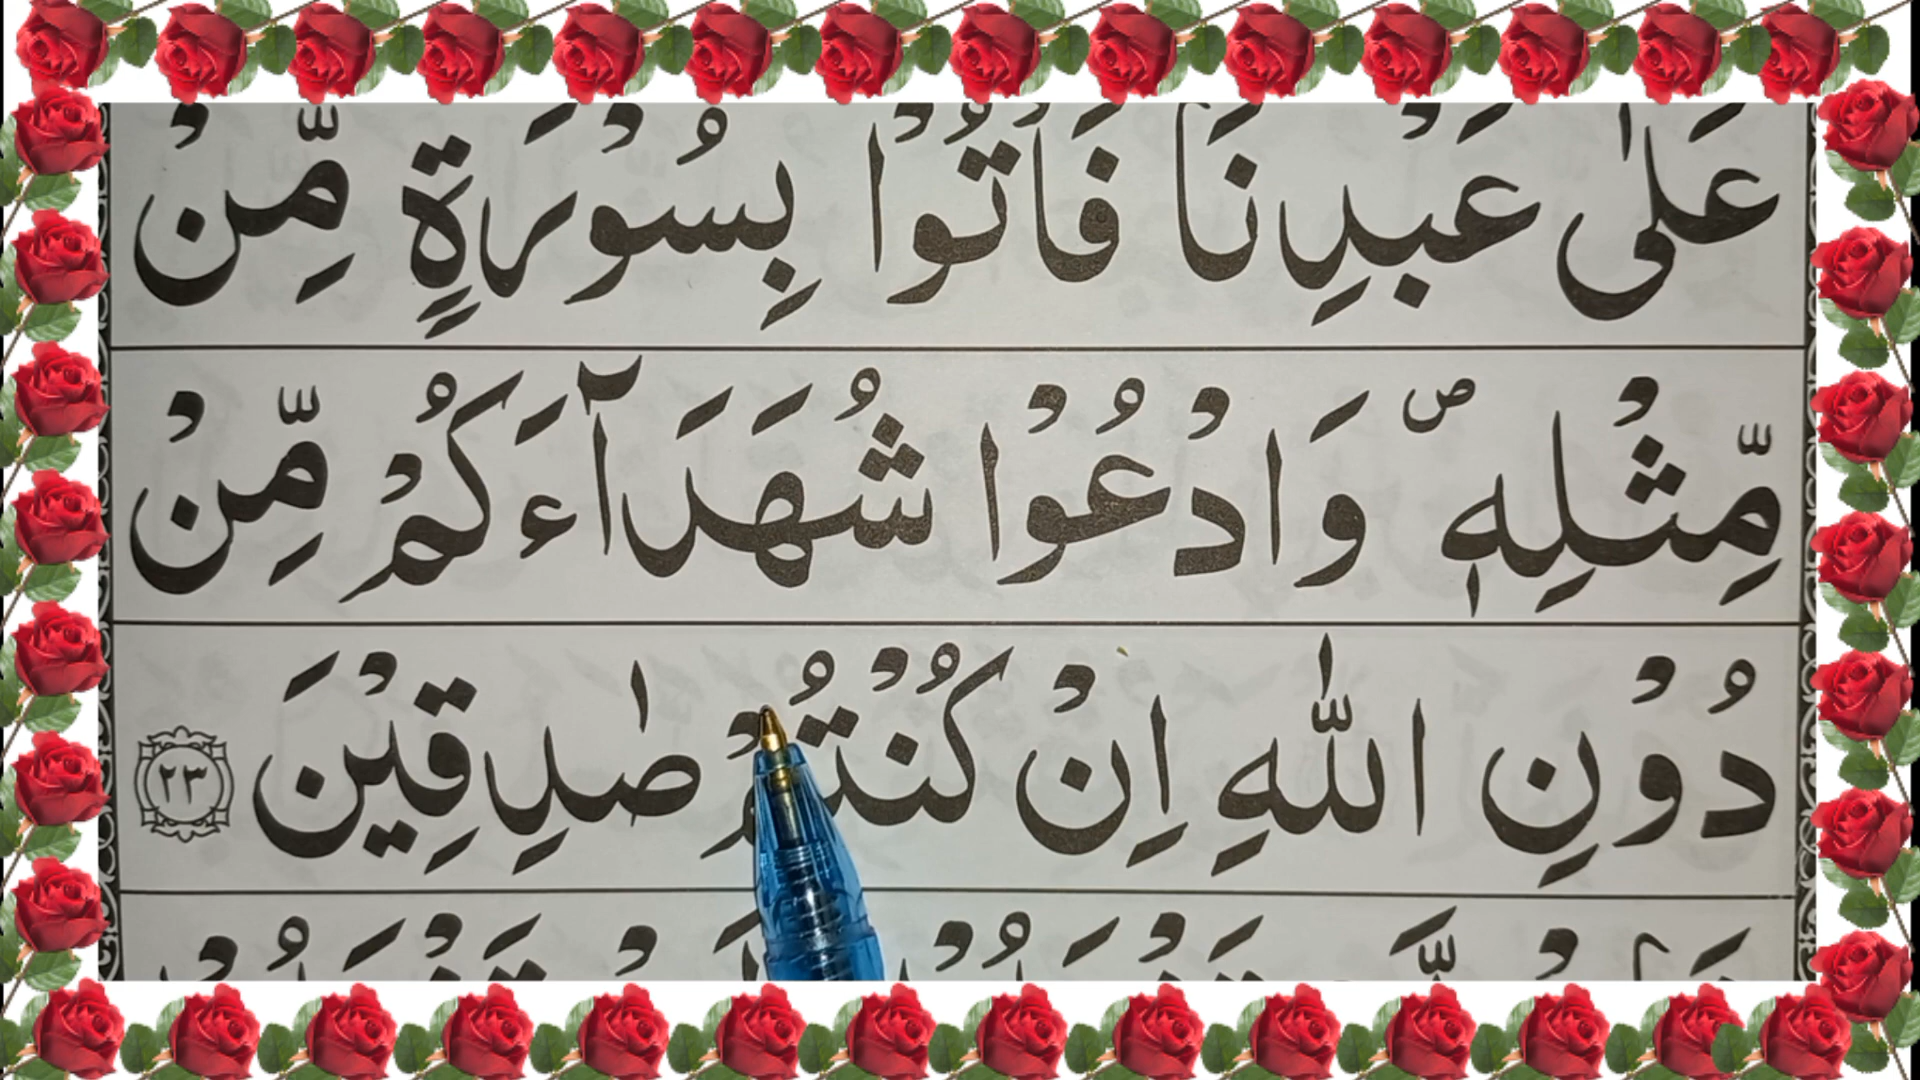 عَلٰى عَبْدِنَا فَاْتُوْا بِسُوْرَةٍ مِّنْ
مِّثْلِهٖ ۪ وَادْعُوْا شُهَدَآءَكُمْ مِّنْ
دُوْنِ اللّٰهِ اِنْ كُنْتُمْ صٰدِقِيْنَ ٢٣